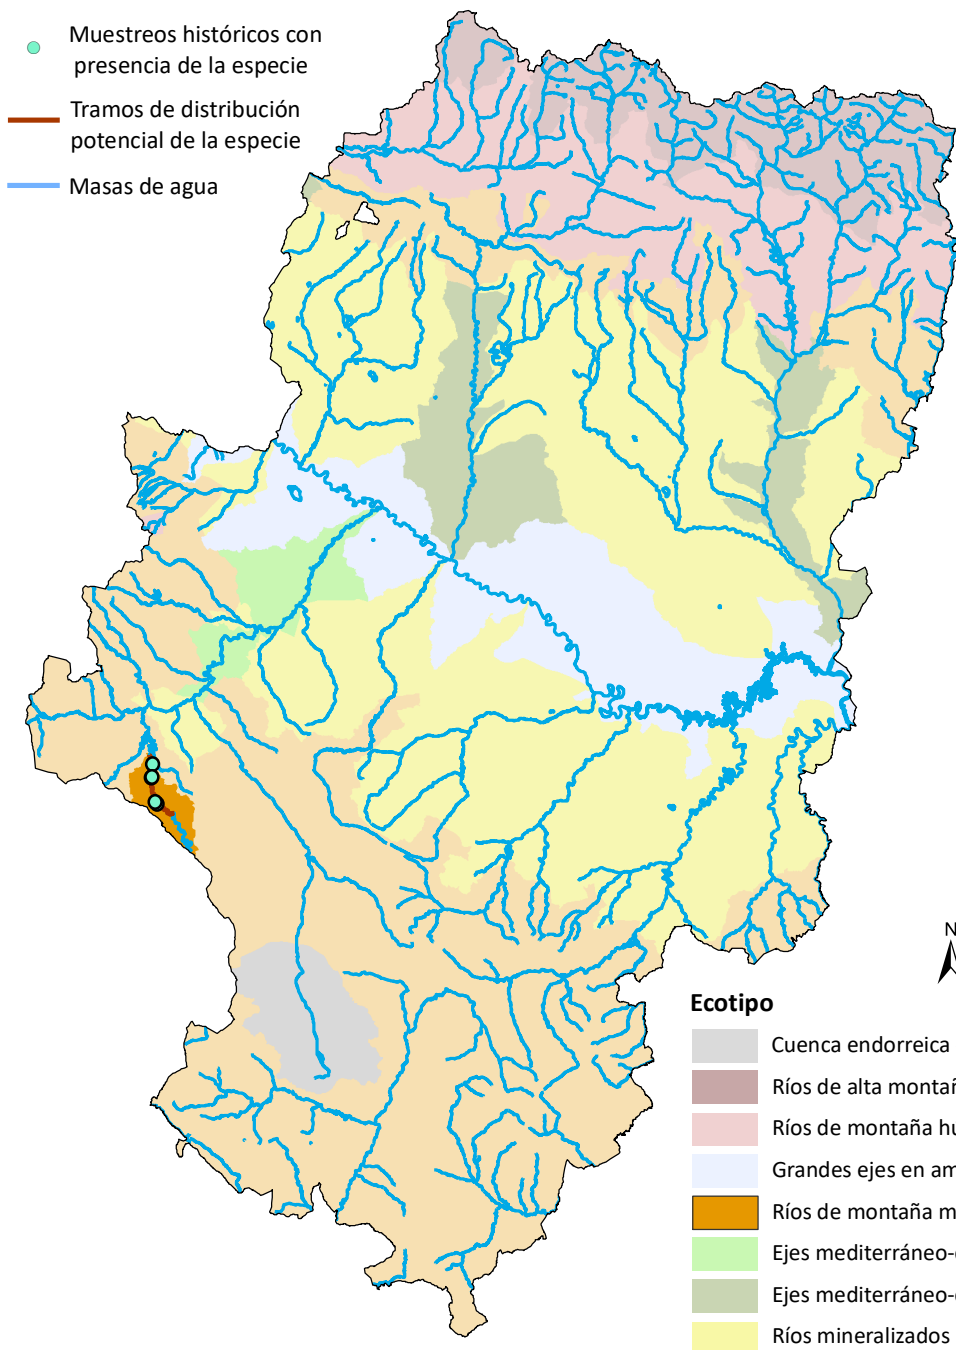 Muestreos históricos con
presencia de la especie
Tramos de distribución
potencial de la especie
Masas de agua
N
Ecotipo
Cuenca endorreica
Ríos de alta montañ
Ríos de montaña hu
Grandes ejes en am
Ríos de montaña m
Ejes mediterráneo-
Ejes mediterráneo-
Ríos mineralizados